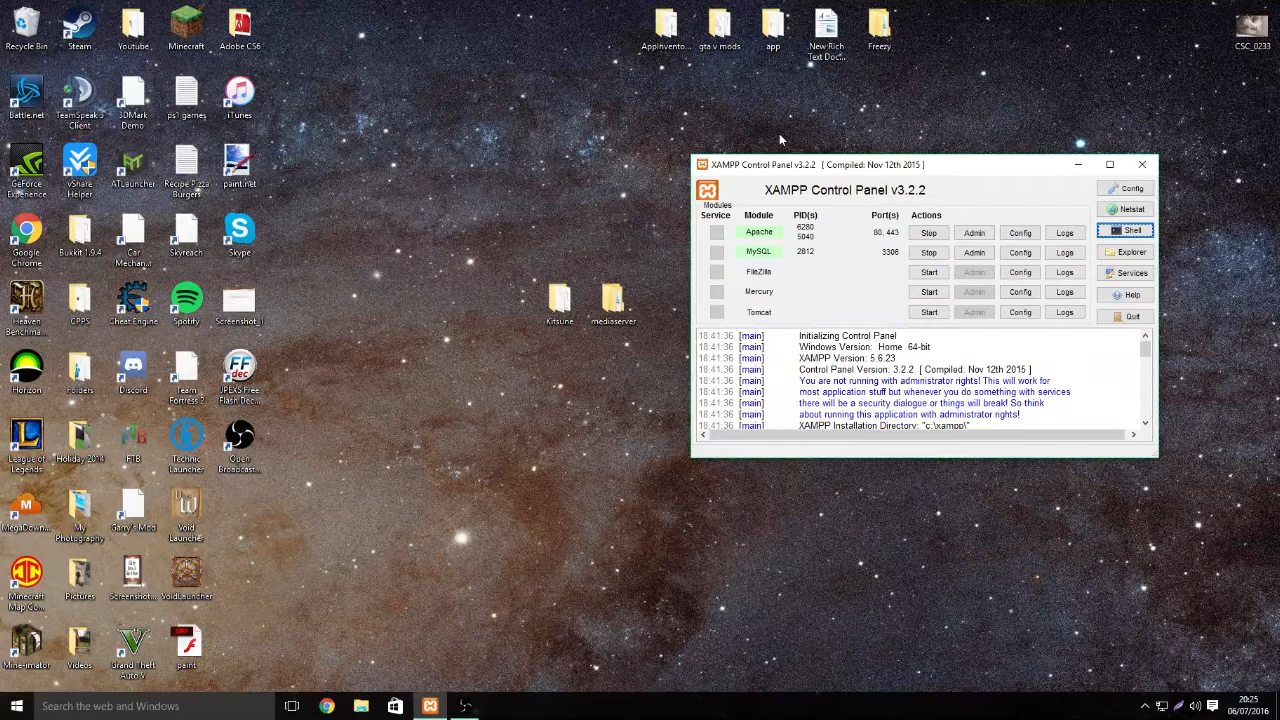 Recycle Bin
Steam
Youtube
Minecraft
Adobe CS6
AppInvento...
gta v mods
app
New Rich
Text Doc...
Freezy
CSC_0233
Battle.net
TeamSpeak 3
Client
3DMark
Demo
ps1 games
iTunes
GeForce
Experience
vShare
Helper
ATLauncher
Recipe Pizza
Burgers
paint.net
Google
Chrome
Bukkit 1.9.4
Car
Mechan...
Skyreach
Skype
Heaven
Benchmar...
CPPS
Cheat Engine
Spotify
Screenshot_1
Kitsune
mediaserver
Horizon
Folders
Discord
Team
Fortress 2
FF
dec
JPEXS Free
Flash Dec...
League of
Legends
Holiday 2014
FTB
Technic
Launcher
Open
Broadcast...
MegaDown...
My
Photography
Garry's Mod
Void
Launcher
Minecraft
Map Co...
Pictures
Screenshot...
VoidLauncher
Mine-imator
Videos
Grand Theft
Auto V
paint
XAMPP Control Panel v3.2.2 [ Compiled: Nov 12th 2015 ]
XAMPP Control Panel v3.2.2
Config
Modules
Service Module PID(s) Port(s) Actions
Netstat
Apache 6280
5040 80, 443 Stop Admin Config Logs
Shell
MySQL 2812 3306 Stop Admin Config Logs
Explorer
FileZilla Start Admin Config Logs
Services
Mercury Start Admin Config Logs
Help
Tomcat Start Admin Config Logs
Quit
18:41:36 [main] Initializing Control Panel
18:41:36 [main] Windows Version: Home 64-bit
18:41:36 [main] XAMPP Version: 5.6.23
18:41:36 [main] Control Panel Version: 3.2.2 [ Compiled: Nov 12th 2015 ]
18:41:36 [main] You are not running with administrator rights! This will work for
18:41:36 [main] most application stuff but whenever you do something with services
18:41:36 [main] there will be a security dialogue or things will break! So think
18:41:36 [main] about running this application with administrator rights!
18:41:36 [main] XAMPP Installation Directory: "c:\xampp\"
Search the web and Windows
20:25
06/07/2016